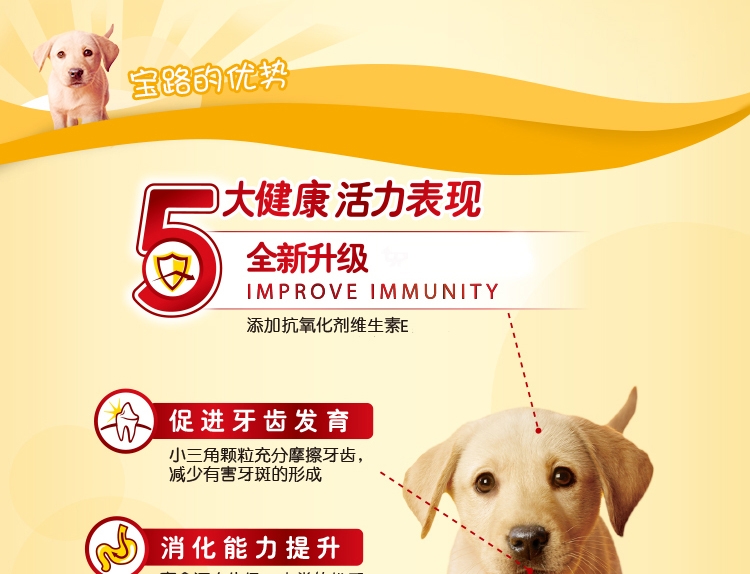 宝路的优势
5大健康 活力表现
全新升级
IMPROVE IMMUNITY
添加抗氧化剂维生素E
促进牙齿发育
小三角颗粒充分摩擦牙齿，
减少有害牙斑的形成
消化能力提升